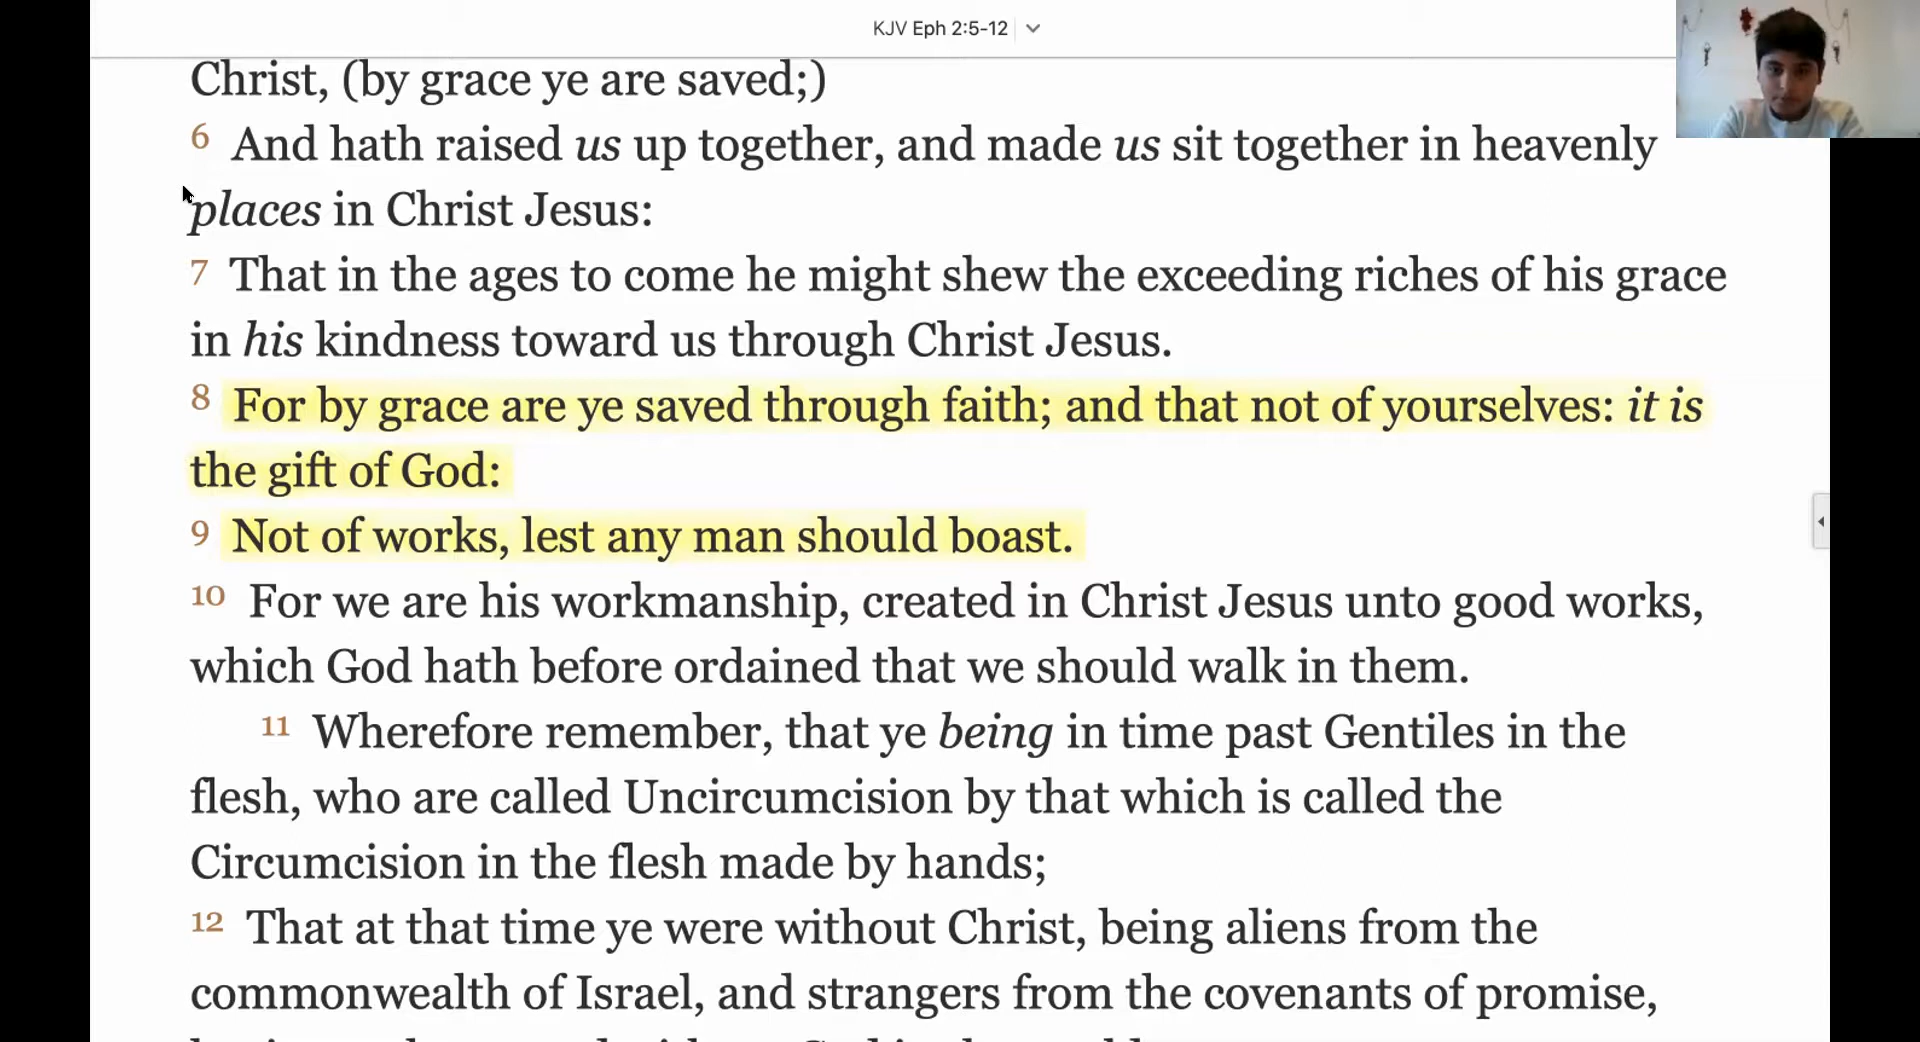 KJV Eph 2:5-12
Christ, (by grace ye are saved;)
6 And hath raised us up together, and made us sit together in heavenly
places in Christ Jesus:
7 That in the ages to come he might shew the exceeding riches of his grace
in his kindness toward us through Christ Jesus.
8 For by grace are ye saved through faith; and that not of yourselves: it is
the gift of God:
9 Not of works, lest any man should boast.
10 For we are his workmanship, created in Christ Jesus unto good works,
which God hath before ordained that we should walk in them.
11 Wherefore remember, that ye being in time past Gentiles in the
flesh, who are called Uncircumcision by that which is called the
Circumcision in the flesh made by hands;
12 That at that time ye were without Christ, being aliens from the
commonwealth of Israel, and strangers from the covenants of promise,